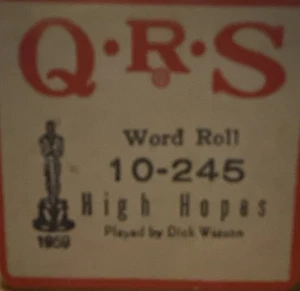 Q·R·S
®
Word Roll
10-245
High Hopes
Played by Dick Watson
1959